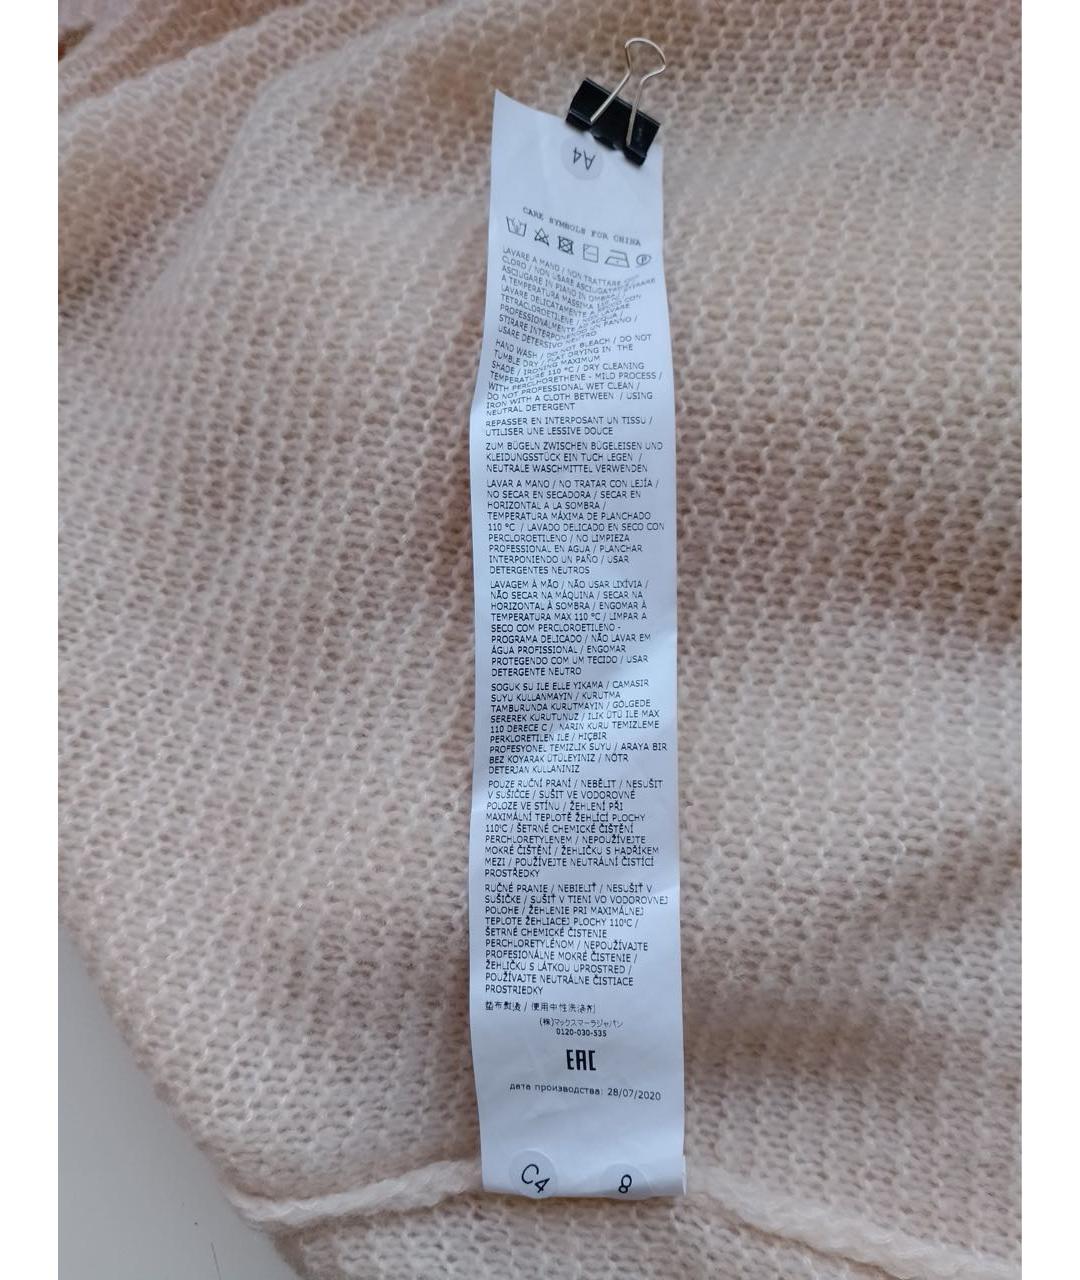 A4
CARE SYMBOLS FOR CHINA
P
LAVARE A MANO / NON TRATTARE CON
CLORO / NON USARE ASCIUGATRICE /
ASCIUGARE IN PIANO IN OMBRA / STIRARE
A TEMPERATURA MASSIMA 110 °C /
LAVARE DELICATAMENTE A SECCO CON
TETRACLOROETILENE / NON LAVARE
PROFESSIONALMENTE AD ACQUA /
STIRARE INTERPONENDO UN PANNO /
USARE DETERSIVO NEUTRO
HAND WASH / DO NOT BLEACH / DO NOT
TUMBLE DRY / FLAT DRYING IN THE
SHADE / IRONING MAXIMUM
TEMPERATURE 110 °C / DRY CLEANING
WITH PERCLHORETHENE - MILD PROCESS /
DO NOT PROFESSIONAL WET CLEAN /
IRON WITH A CLOTH BETWEEN / USING
NEUTRAL DETERGENT
REPASSER EN INTERPOSANT UN TISSU /
UTILISER UNE LESSIVE DOUCE
ZUM BÜGELN ZWISCHEN BÜGELEISEN UND
KLEIDUNGSSTÜCK EIN TUCH LEGEN /
NEUTRALE WASCHMITTEL VERWENDEN
LAVAR A MANO / NO TRATAR CON LEJÍA /
NO SECAR EN SECADORA / SECAR EN
HORIZONTAL A LA SOMBRA /
TEMPERATURA MÁXIMA DE PLANCHADO
110 °C / LAVADO DELICADO EN SECO CON
PERCLOROETILENO / NO LIMPIEZA
PROFESSIONAL EN AGUA / PLANCHAR
INTERPONIENDO UN PAÑO / USAR
DETERGENTES NEUTROS
LAVAGEM À MÃO / NÃO USAR LIXÍVIA /
NÃO SECAR NA MÁQUINA / SECAR NA
HORIZONTAL À SOMBRA / ENGOMAR À
TEMPERATURA MAX 110 °C / LIMPAR A
SECO COM PERCLOROETILENO -
PROGRAMA DELICADO / NÃO LAVAR EM
ÁGUA PROFISSIONAL / ENGOMAR
PROTEGENDO COM UM TECIDO / USAR
DETERGENTE NEUTRO
SOGUK SU ILE ELLE YIKAMA / CAMASIR
SUYU KULLANMAYIN / KURUTMA
TAMBURUNDA KURUTMAYIN / GÖLGEDE
SEREREK KURUTUNUZ / ILIK ÜTÜ ILE MAX
110 DERECE C / NARIN KURU TEMIZLEME
PERKLORETILEN ILE / HIÇBIR
PROFESYONEL TEMIZLIK SUYU / ARAYA BIR
BEZ KOYARAK ÜTÜLEYINIZ / NÖTR
DETERJAN KULLANINIZ
POUZE RUČNÍ PRANÍ / NEBĚLIT / NESUŠIT
V SUŠIČCE / SUŠIT VE VODOROVNÉ
POLOZE VE STÍNU / ŽEHLENÍ PŘI
MAXIMÁLNÍ TEPLOTĚ ŽEHLÍCÍ PLOCHY
110°C / ŠETRNÉ CHEMICKÉ ČIŠTĚNÍ
PERCHLORETYLENEM / NEPOUŽÍVEJTE
MOKRÉ ČIŠTĚNÍ / ŽEHLIČKU S HADŘÍKEM
MEZI / POUŽÍVEJTE NEUTRÁLNÍ ČISTÍCÍ
PROSTŘEDKY
RUČNÉ PRANIE / NEBIELIŤ / NESUŠIŤ V
SUŠIČKE / SUŠIŤ V TIENI VO VODOROVNEJ
POLOHE / ŽEHLENIE PRI MAXIMÁLNEJ
TEPLOTE ŽEHLIACEJ PLOCHY 110°C /
ŠETRNÉ CHEMICKÉ ČISTENIE
PERCHLORETYLÉNOM / NEPOUŽÍVAJTE
PROFESIONÁLNE MOKRÉ ČISTENIE /
ŽEHLIČKU S LÁTKOU UPROSTRED /
POUŽÍVAJTE NEUTRÁLNE ČISTIACE
PROSTRIEDKY
垫布熨烫 / 使用中性洗涤剂
(株)マックスマーラジャパン
0120-030-535
EAC
дата производства: 28/07/2020
C4 8